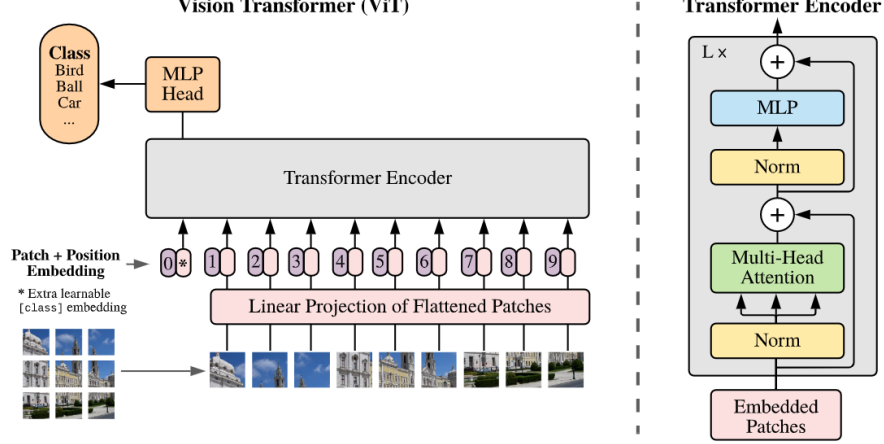 Vision Transformer (ViT)
Class
Bird
Ball
Car
...
MLP
Head
Transformer Encoder
Patch + Position
Embedding
0 * 1 2 3 4 5 6 7 8 9
* Extra learnable
[class] embedding
Linear Projection of Flattened Patches
Transformer Encoder
L ×
+
MLP
Norm
+
Multi-Head
Attention
Norm
Embedded
Patches